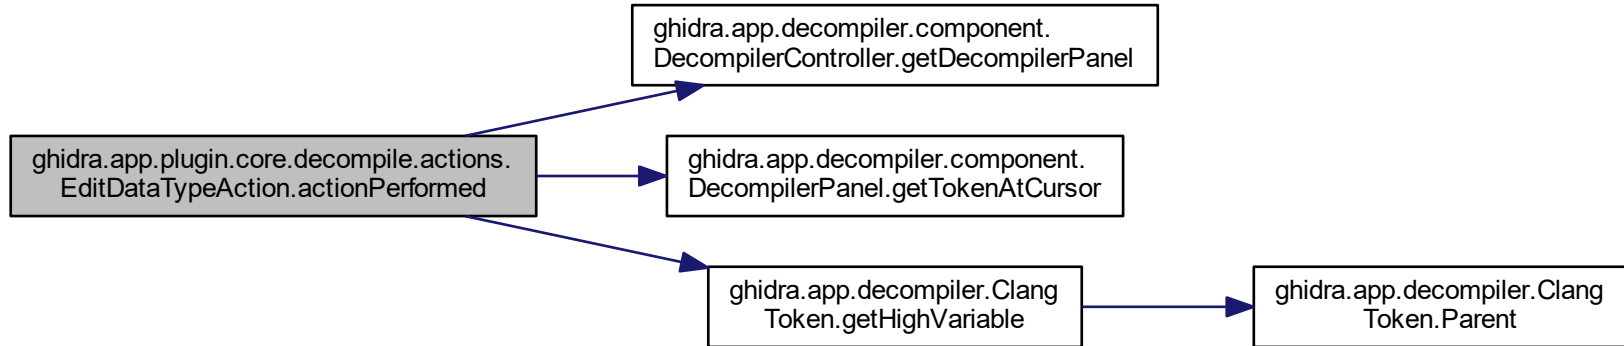 ghidra.app.decompiler.component.
DecompilerController.getDecompilerPanel
ghidra.app.plugin.core.decompile.actions.
EditDataTypeAction.actionPerformed
ghidra.app.decompiler.component.
DecompilerPanel.getTokenAtCursor
ghidra.app.decompiler.Clang
Token.getHighVariable
ghidra.app.decompiler.Clang
Token.Parent